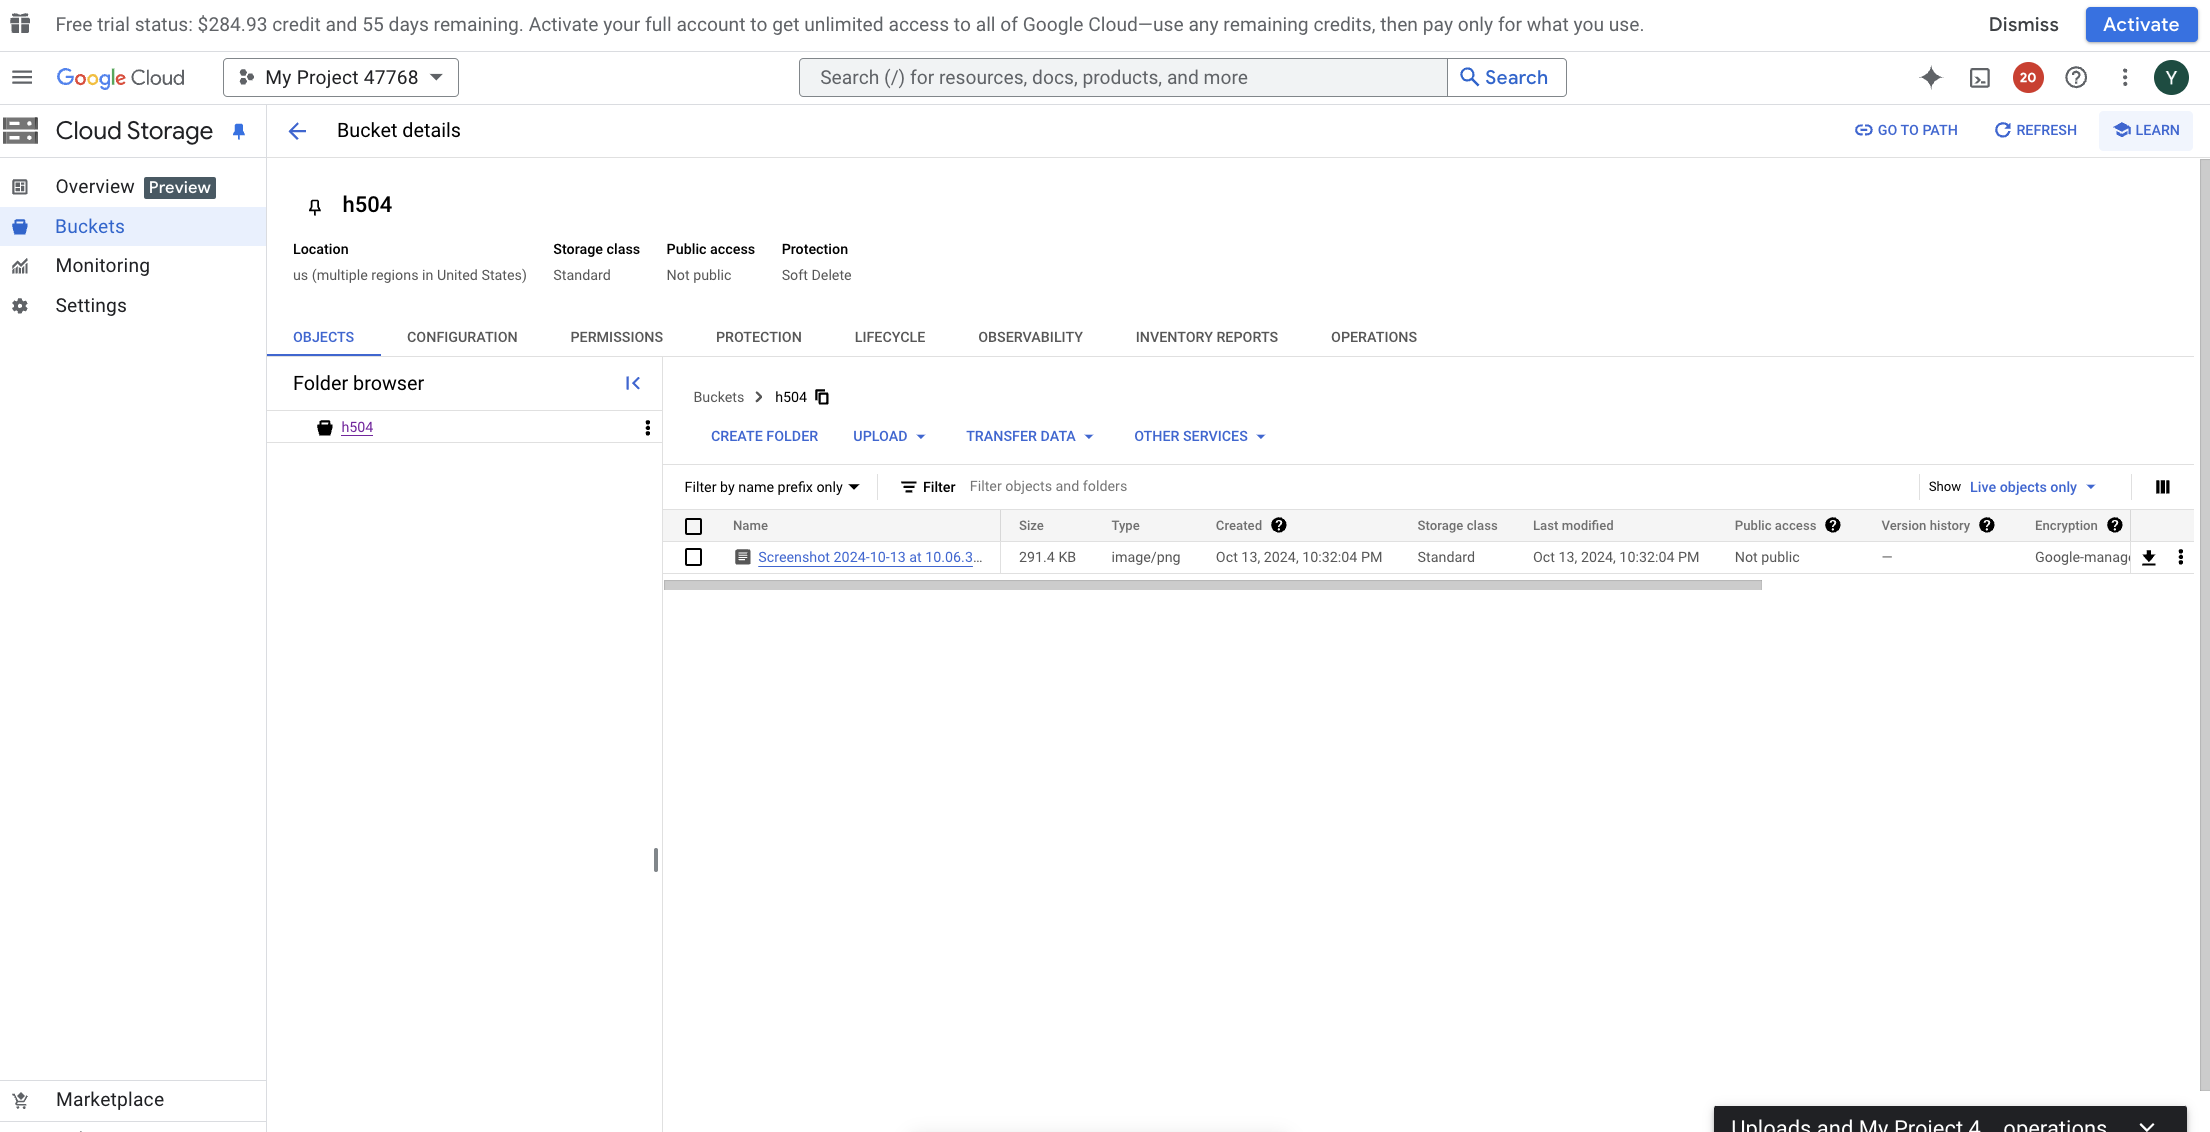 Free trial status: $284.93 credit and 55 days remaining. Activate your full account to get unlimited access to all of Google Cloud—use any remaining credits, then pay only for what you use.
Dismiss
Activate
Google Cloud
My Project 47768
Search (/) for resources, docs, products, and more
Search
20
Y
Cloud Storage
Bucket details
GO TO PATH
REFRESH
LEARN
Overview Preview
Buckets
Monitoring
Settings
Marketplace
h504
Location Storage class Public access Protection
us (multiple regions in United States) Standard Not public Soft Delete
OBJECTS CONFIGURATION PERMISSIONS PROTECTION LIFECYCLE OBSERVABILITY INVENTORY REPORTS OPERATIONS
Folder browser
h504
Buckets h504
CREATE FOLDER UPLOAD TRANSFER DATA OTHER SERVICES
Filter by name prefix only Filter Filter objects and folders Show Live objects only
Name Size Type Created Storage class Last modified Public access Version history Encryption
Screenshot 2024-10-13 at 10.06.3… 291.4 KB image/png Oct 13, 2024, 10:32:04 PM Standard Oct 13, 2024, 10:32:04 PM Not public — Google-manag
Uploads and My Project 4... operations